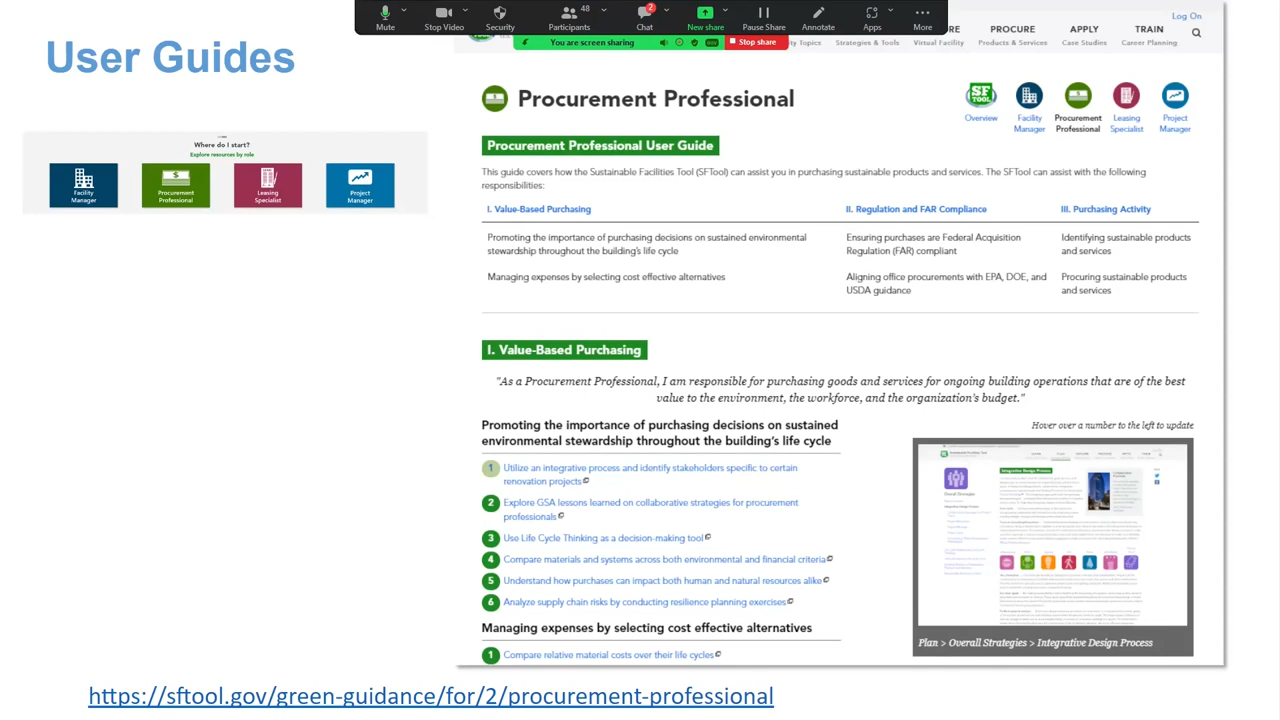 Mute
Stop Video
Security
48
Participants
2
Chat
New share
Pause Share
Annotate
Apps
More
You are screen sharing
Stop share
Log On
PROCURE
APPLY
TRAIN
Strategies & Tools
Virtual Facility
Products & Services
Case Studies
Career Planning
User Guides
Where do I start?
Explore resources by role
Facility
Manager
Procurement
Professional
Leasing
Specialist
Project
Manager
Procurement Professional
SF
TOOL
Overview
Facility
Manager
Procurement
Professional
Leasing
Specialist
Project
Manager
Procurement Professional User Guide
This guide covers how the Sustainable Facilities Tool (SFTool) can assist you in purchasing sustainable products and services. The SFTool can assist with the following
responsibilities:
I. Value-Based Purchasing
II. Regulation and FAR Compliance
III. Purchasing Activity
Promoting the importance of purchasing decisions on sustained environmental
stewardship throughout the building's life cycle
Ensuring purchases are Federal Acquisition
Regulation (FAR) compliant
Identifying sustainable products
and services
Managing expenses by selecting cost effective alternatives
Aligning office procurements with EPA, DOE, and
USDA guidance
Procuring sustainable products
and services
I. Value-Based Purchasing
"As a Procurement Professional, I am responsible for purchasing goods and services for ongoing building operations that are of the best
value to the environment, the workforce, and the organization's budget."
Promoting the importance of purchasing decisions on sustained
environmental stewardship throughout the building's life cycle
Hover over a number to the left to update
1 Utilize an integrative process and identify stakeholders specific to certain
renovation projects
2 Explore GSA lessons learned on collaborative strategies for procurement
professionals
3 Use Life Cycle Thinking as a decision-making tool
4 Compare materials and systems across both environmental and financial criteria
5 Understand how purchases can impact both human and natural resources alike
6 Analyze supply chain risks by conducting resilience planning exercises
Managing expenses by selecting cost effective alternatives
1 Compare relative material costs over their life cycles
Integrative Design Process
Overall Strategies
Plan > Overall Strategies > Integrative Design Process
https://sftool.gov/green-guidance/for/2/procurement-professional